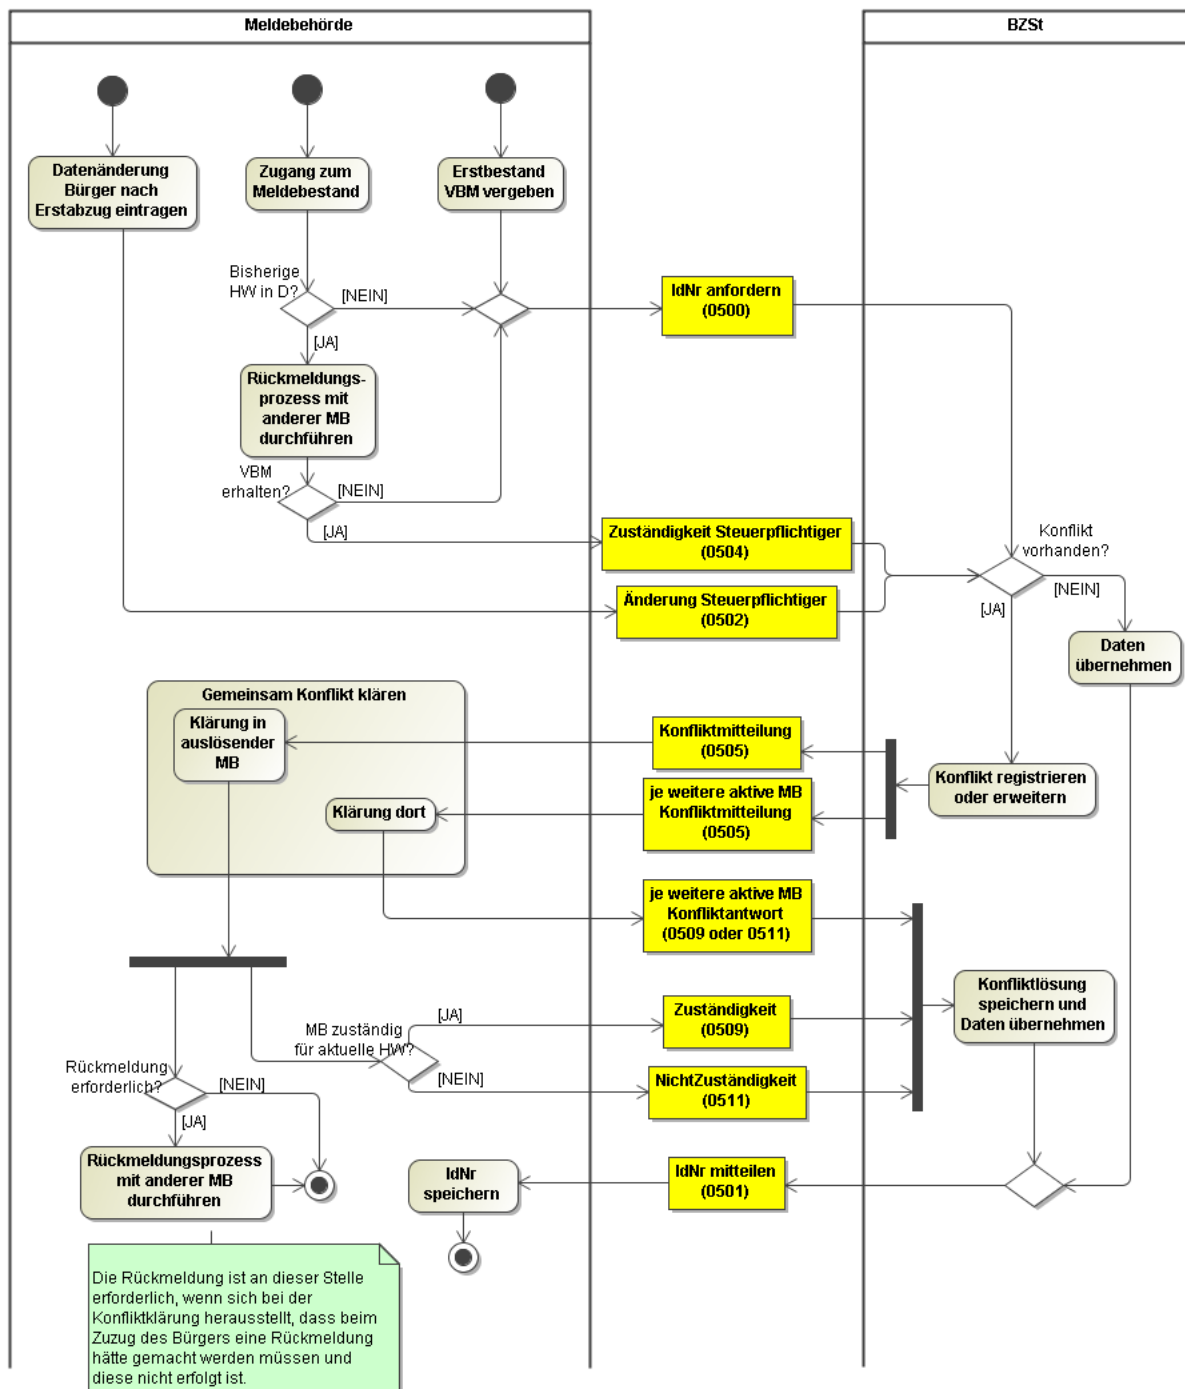 Meldebehörde
BZSt
Datenänderung
Bürger nach
Erstabzug eintragen
Zugang zum
Meldebestand
Erstbestand
VBM vergeben
Bisherige
HW in D?
[NEIN]
[JA]
IdNr anfordern
(0500)
Rückmeldungs-
prozess mit
anderer MB
durchführen
VBM
erhalten?
[NEIN]
[JA]
Zuständigkeit Steuerpflichtiger
(0504)
Änderung Steuerpflichtiger
(0502)
Konflikt
vorhanden?
[NEIN]
[JA]
Daten
übernehmen
Gemeinsam Konflikt klären
Klärung in
auslösender
MB
Klärung dort
Konfliktmitteilung
(0505)
je weitere aktive MB
Konfliktmitteilung
(0505)
Konflikt registrieren
oder erweitern
je weitere aktive MB
Konfliktantwort
(0509 oder 0511)
Konfliktlösung
speichern und
Daten übernehmen
MB zuständig
für aktuelle HW?
[JA]
[NEIN]
Zuständigkeit
(0509)
NichtZuständigkeit
(0511)
Rückmeldung
erforderlich?
[NEIN]
[JA]
Rückmeldungsprozess
mit anderer MB
durchführen
IdNr
speichern
IdNr mitteilen
(0501)
Die Rückmeldung ist an dieser Stelle
erforderlich, wenn sich bei der
Konfliktklärung herausstellt, dass beim
Zuzug des Bürgers eine Rückmeldung
hätte gemacht werden müssen und
diese nicht erfolgt ist.